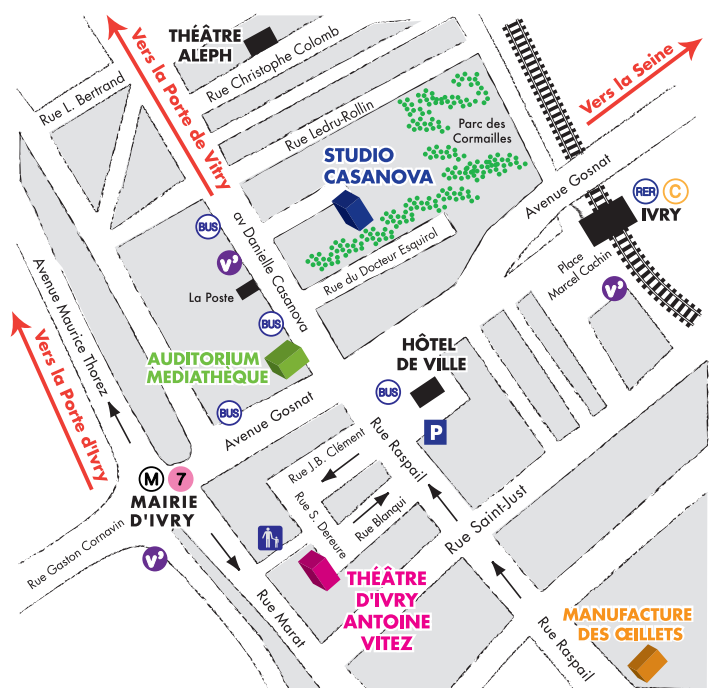 THÉÂTRE
ALEPH
Rue Christophe Colomb
Rue L. Bertrand
Vers la Porte de Vitry
Vers la Seine
Rue Ledru-Rollin
Parc des
Cormailles
STUDIO
CASANOVA
Avenue Gosnat
RER C
IVRY
BUS
av Danielle Casanova
v'
Rue du Docteur Esquirol
Place
Marcel Cachin
v'
La Poste
BUS
Avenue Maurice Thorez
Vers la Porte d'Ivry
AUDITORIUM
MEDIATHÈQUE
HÔTEL
DE VILLE
BUS
BUS
P
Avenue Gosnat
Rue Raspail
Rue J.B. Clément
M 7
MAIRIE
D'IVRY
Rue S. Dereure
Rue Blanqui
Rue Saint-Just
Rue Gaston Cornavin
v'
Rue Marat
THÉÂTRE
D'IVRY
ANTOINE
VITEZ
MANUFACTURE
DES ŒILLETS
Rue Raspail